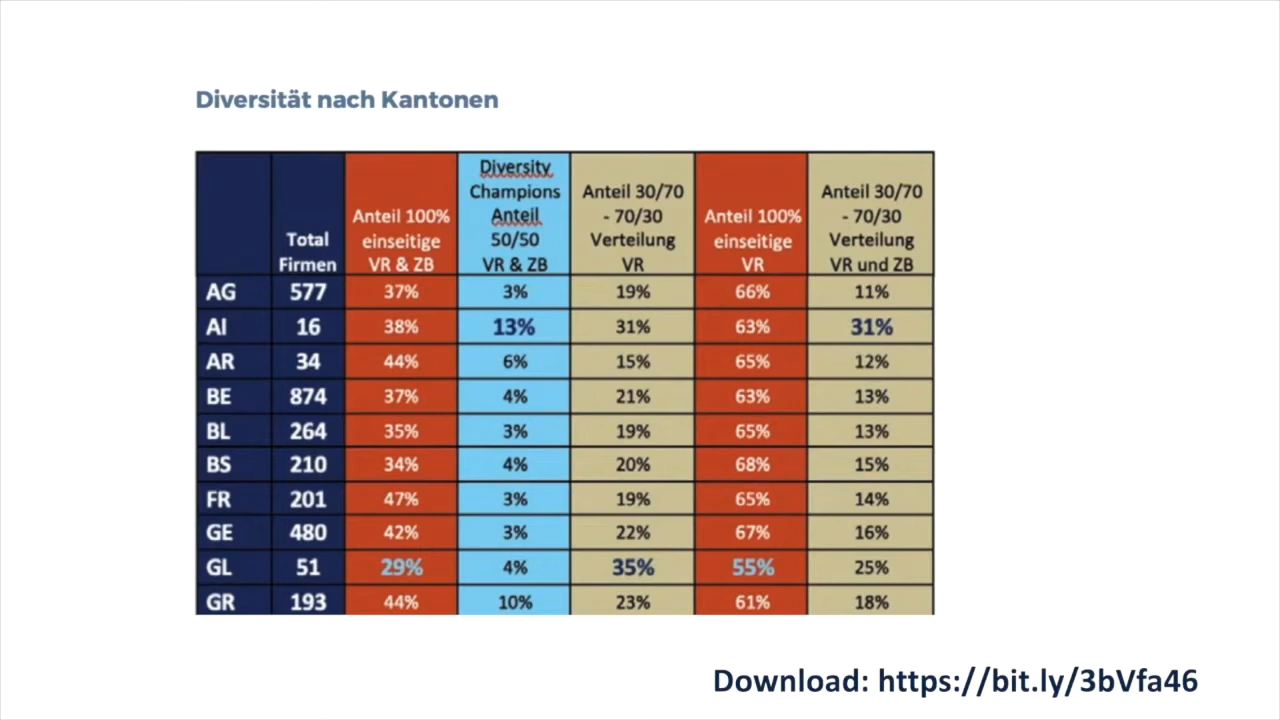 Diversität nach Kantonen
Total Firmen | Anteil 100% einseitige VR & ZB | Diversity Champions Anteil 50/50 VR & ZB | Anteil 30/70 - 70/30 Verteilung VR | Anteil 100% einseitige VR | Anteil 30/70 - 70/30 Verteilung VR und ZB
AG 577 37% 3% 19% 66% 11%
AI 16 38% 13% 31% 63% 31%
AR 34 44% 6% 15% 65% 12%
BE 874 37% 4% 21% 63% 13%
BL 264 35% 3% 19% 65% 13%
BS 210 34% 4% 20% 68% 15%
FR 201 47% 3% 19% 65% 14%
GE 480 42% 3% 22% 67% 16%
GL 51 29% 4% 35% 55% 25%
GR 193 44% 10% 23% 61% 18%
Download: https://bit.ly/3bVfa46